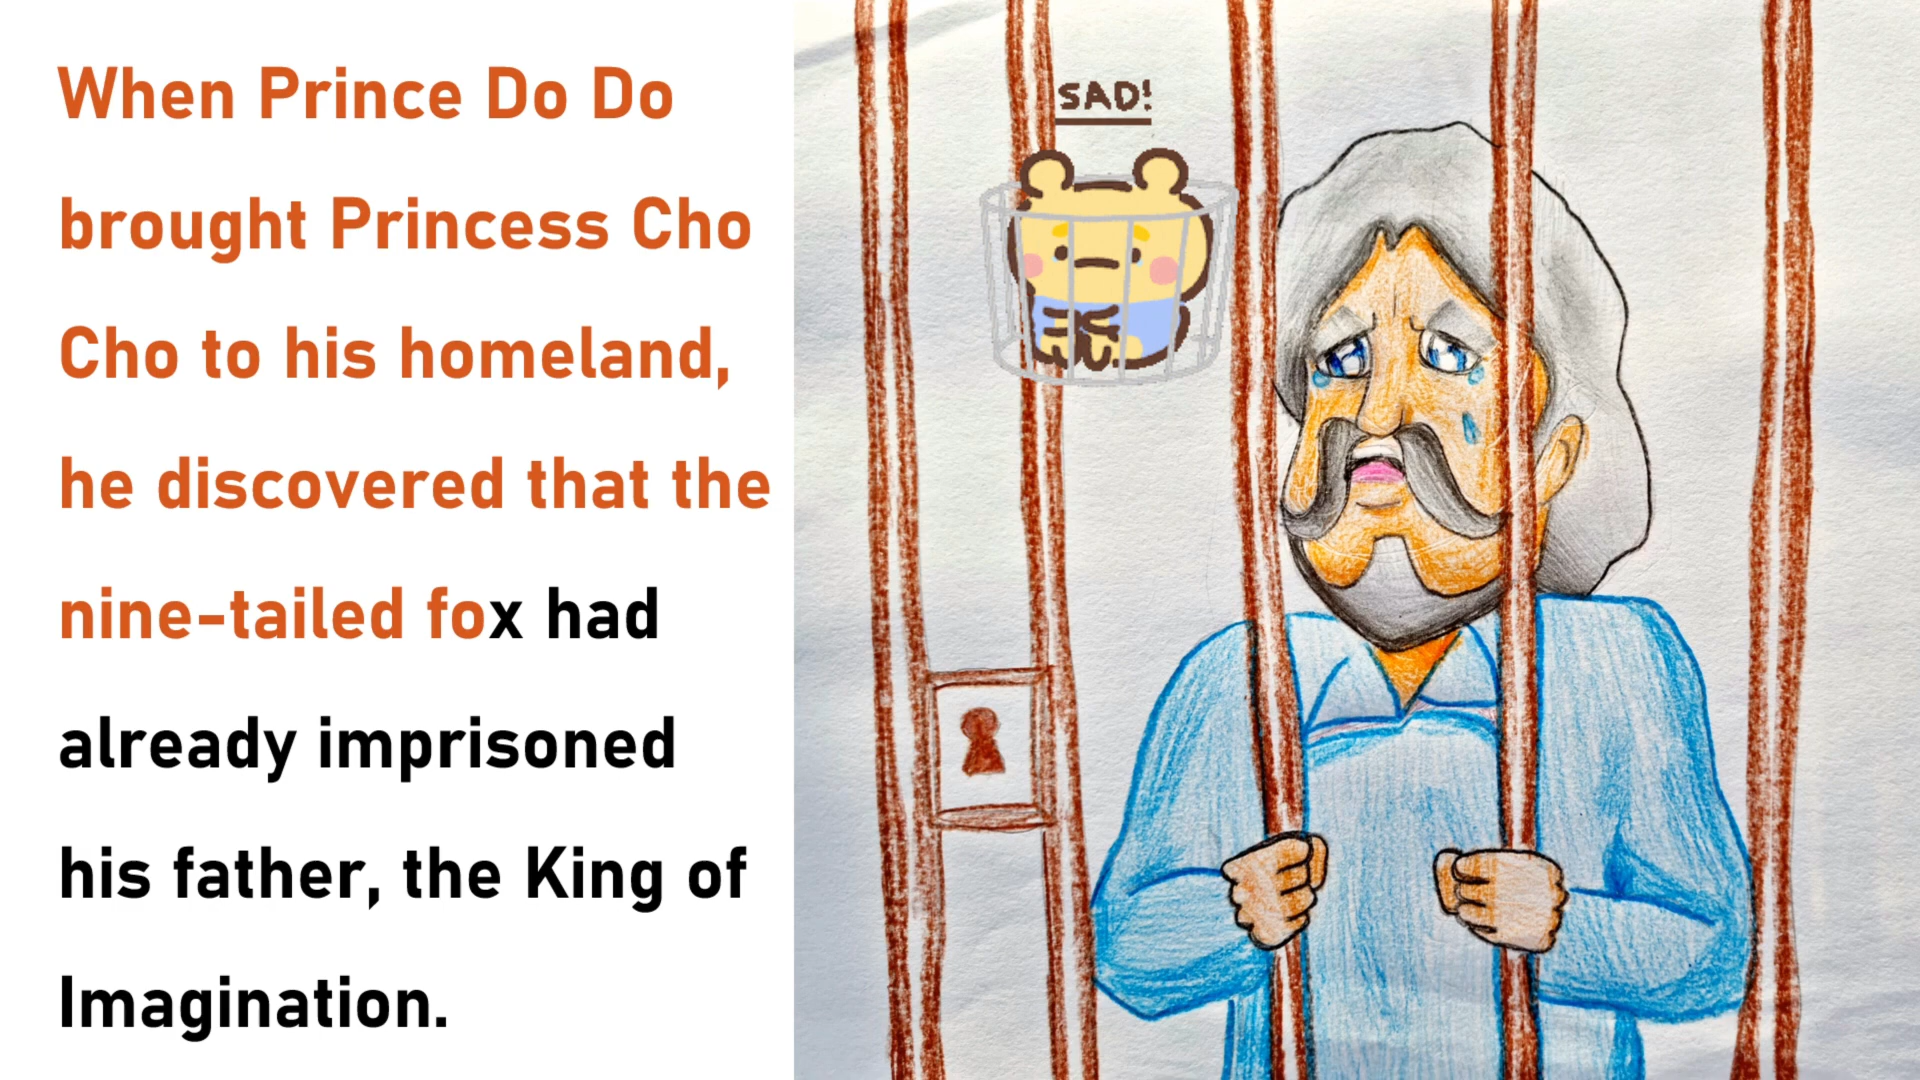 When Prince Do Do
brought Princess Cho
Cho to his homeland,
he discovered that the
nine-tailed fox had
already imprisoned
his father, the King of
Imagination.
SAD!